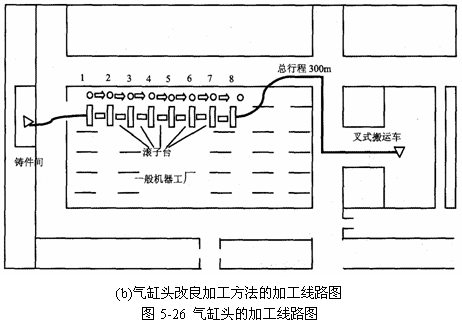 1 2 3 4 5 6 7 8
总行程 300m
铸件间
滚子台
一般机器工厂
叉式搬运车
(b)气缸头改良加工方法的加工线路图
图 5-26 气缸头的加工线路图